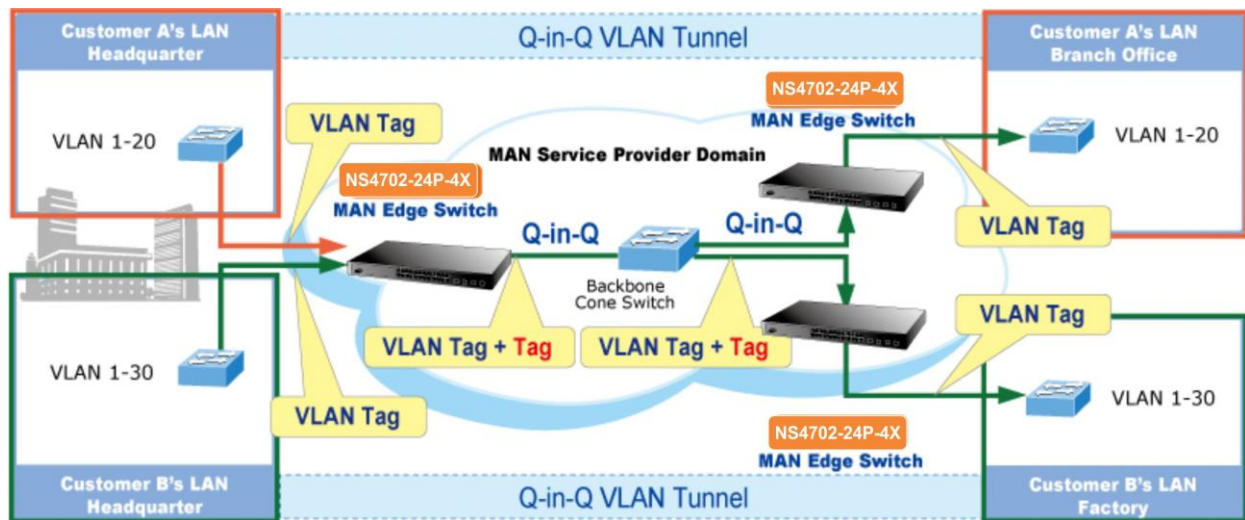 Customer A's LAN
Headquarter
Q-in-Q VLAN Tunnel
Customer A's LAN
Branch Office
VLAN 1-20
VLAN Tag
NS4702-24P-4X
MAN Edge Switch
MAN Service Provider Domain
NS4702-24P-4X
MAN Edge Switch
VLAN 1-20
VLAN Tag
Q-in-Q
Q-in-Q
Backbone
Cone Switch
VLAN Tag + Tag
VLAN Tag + Tag
VLAN Tag
VLAN 1-30
VLAN Tag
VLAN 1-30
NS4702-24P-4X
MAN Edge Switch
Customer B's LAN
Headquarter
Q-in-Q VLAN Tunnel
Customer B's LAN
Factory